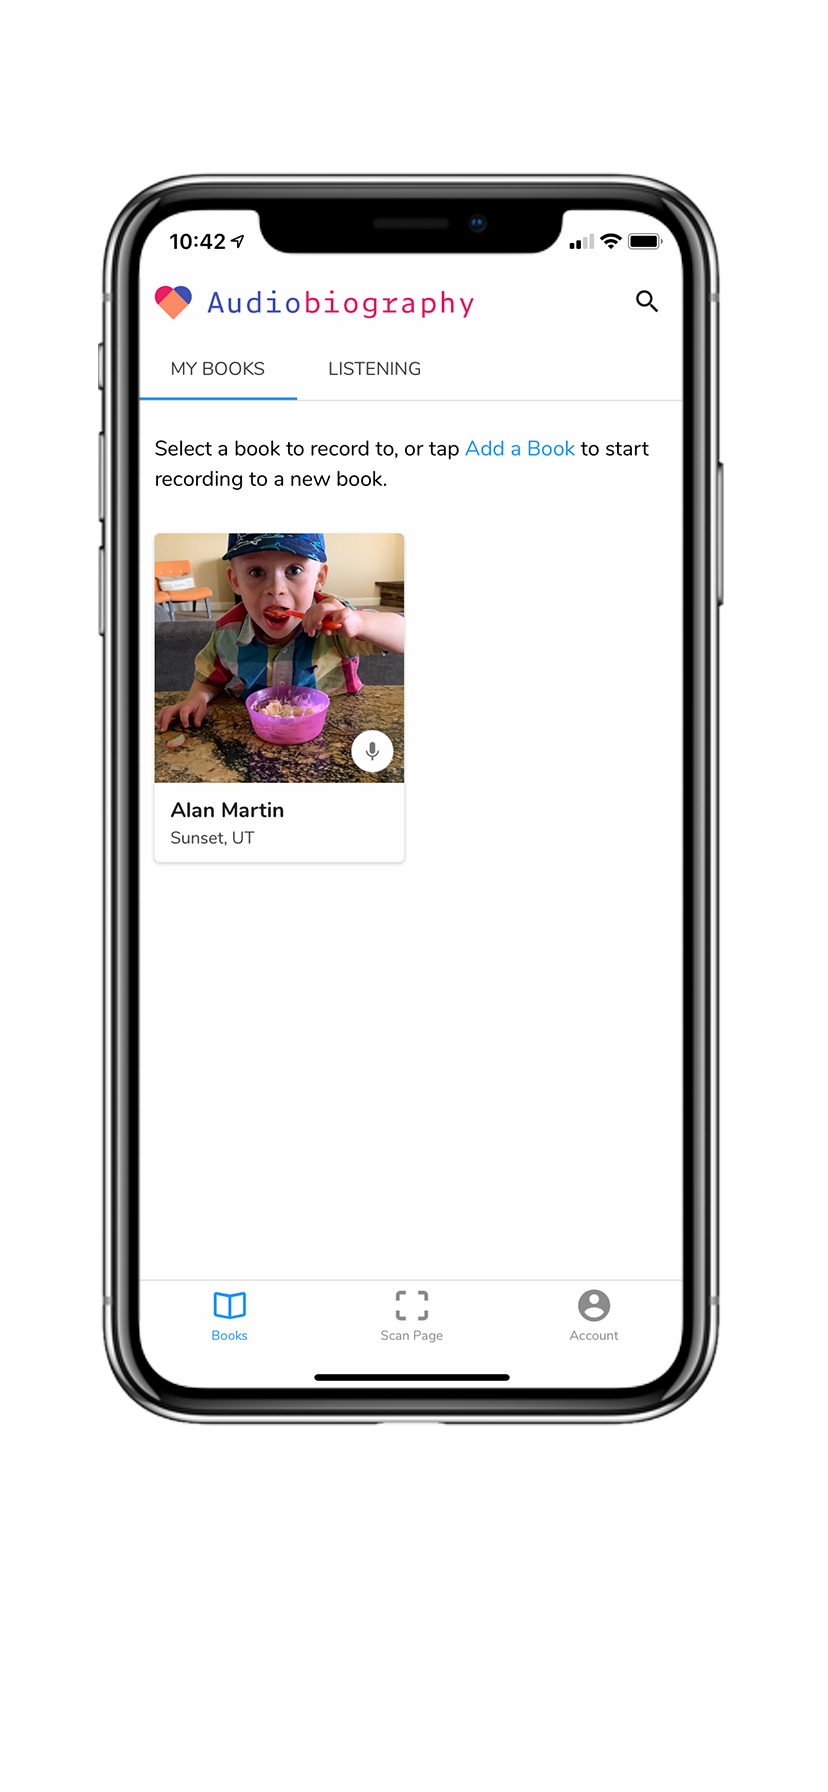 10:42
Audiobiography
MY BOOKS LISTENING
Select a book to record to, or tap Add a Book to start
recording to a new book.
Alan Martin
Sunset, UT
Books Scan Page Account